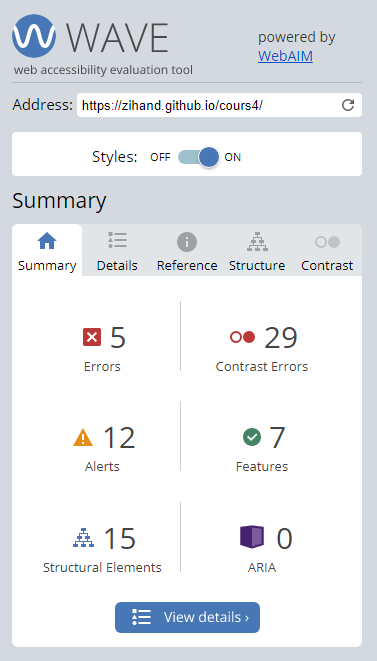 WAVE
web accessibility evaluation tool
powered by
WebAIM
Address: https://zihand.github.io/cours4/
Styles: OFF ON
Summary
Summary Details Reference Structure Contrast
5
Errors
29
Contrast Errors
12
Alerts
7
Features
15
Structural Elements
0
ARIA
View details ›